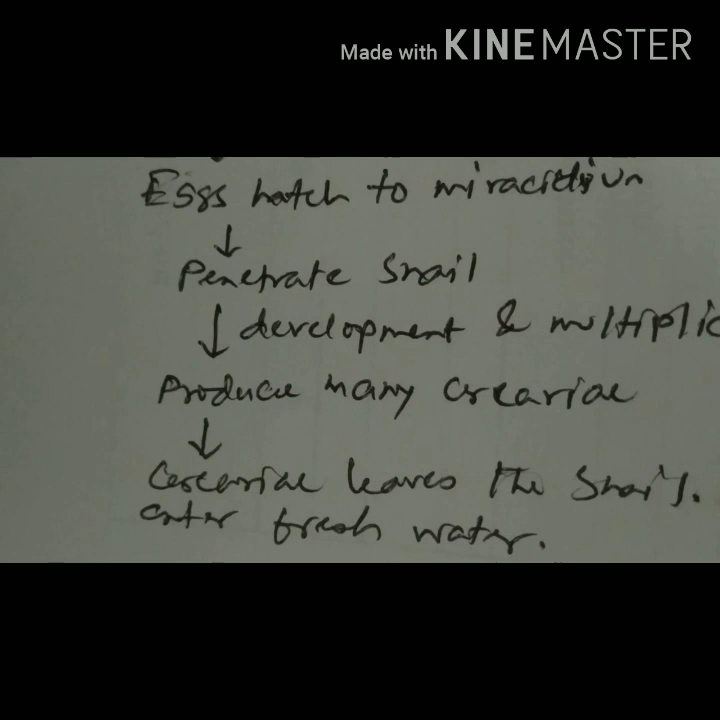 Made with KINEMASTER
Eggs hatch to miracidiun
↓
Penetrate Snail
↓ development & multiplic
Produce many Cercariae
↓
Cercariae leaves the Snail.
enter fresh water.